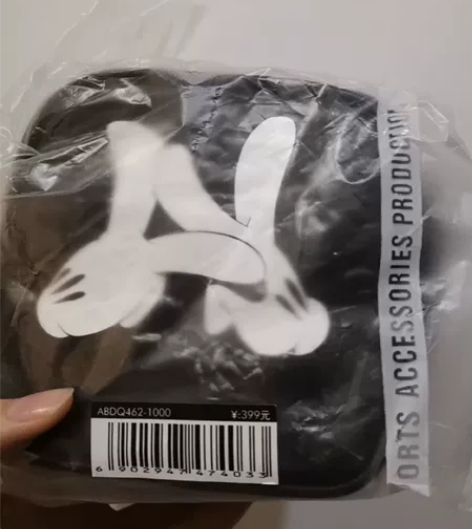 ORTS ACCESSORIES PRODUCTION
ABDQ462-1000 ¥:399元
6 902947 474033